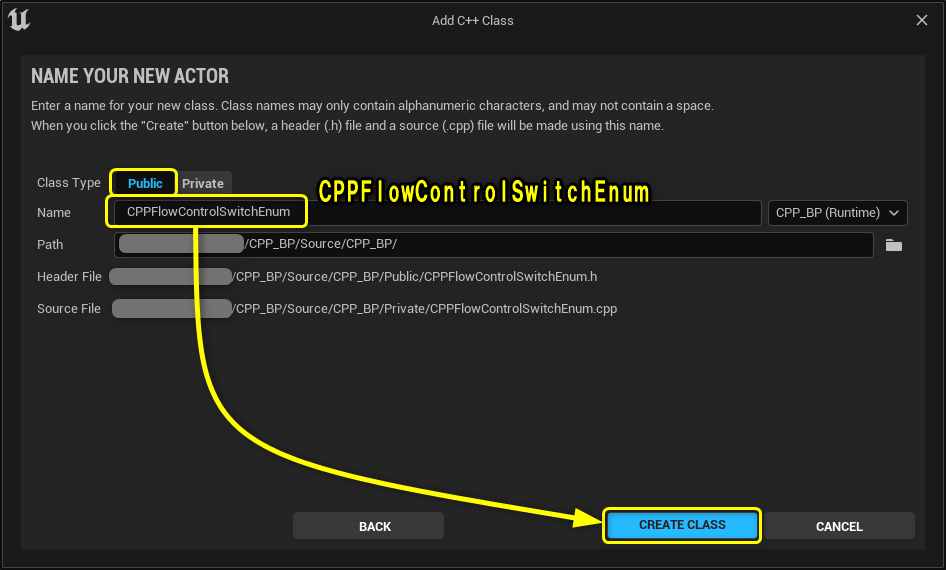 Add C++ Class
NAME YOUR NEW ACTOR
Enter a name for your new class. Class names may only contain alphanumeric characters, and may not contain a space.
When you click the "Create" button below, a header (.h) file and a source (.cpp) file will be made using this name.
Class Type Public Private
CPPFlowControlSwitchEnum
Name CPPFlowControlSwitchEnum CPP_BP (Runtime)
Path /CPP_BP/Source/CPP_BP/
Header File /CPP_BP/Source/CPP_BP/Public/CPPFlowControlSwitchEnum.h
Source File /CPP_BP/Source/CPP_BP/Private/CPPFlowControlSwitchEnum.cpp
BACK CREATE CLASS CANCEL